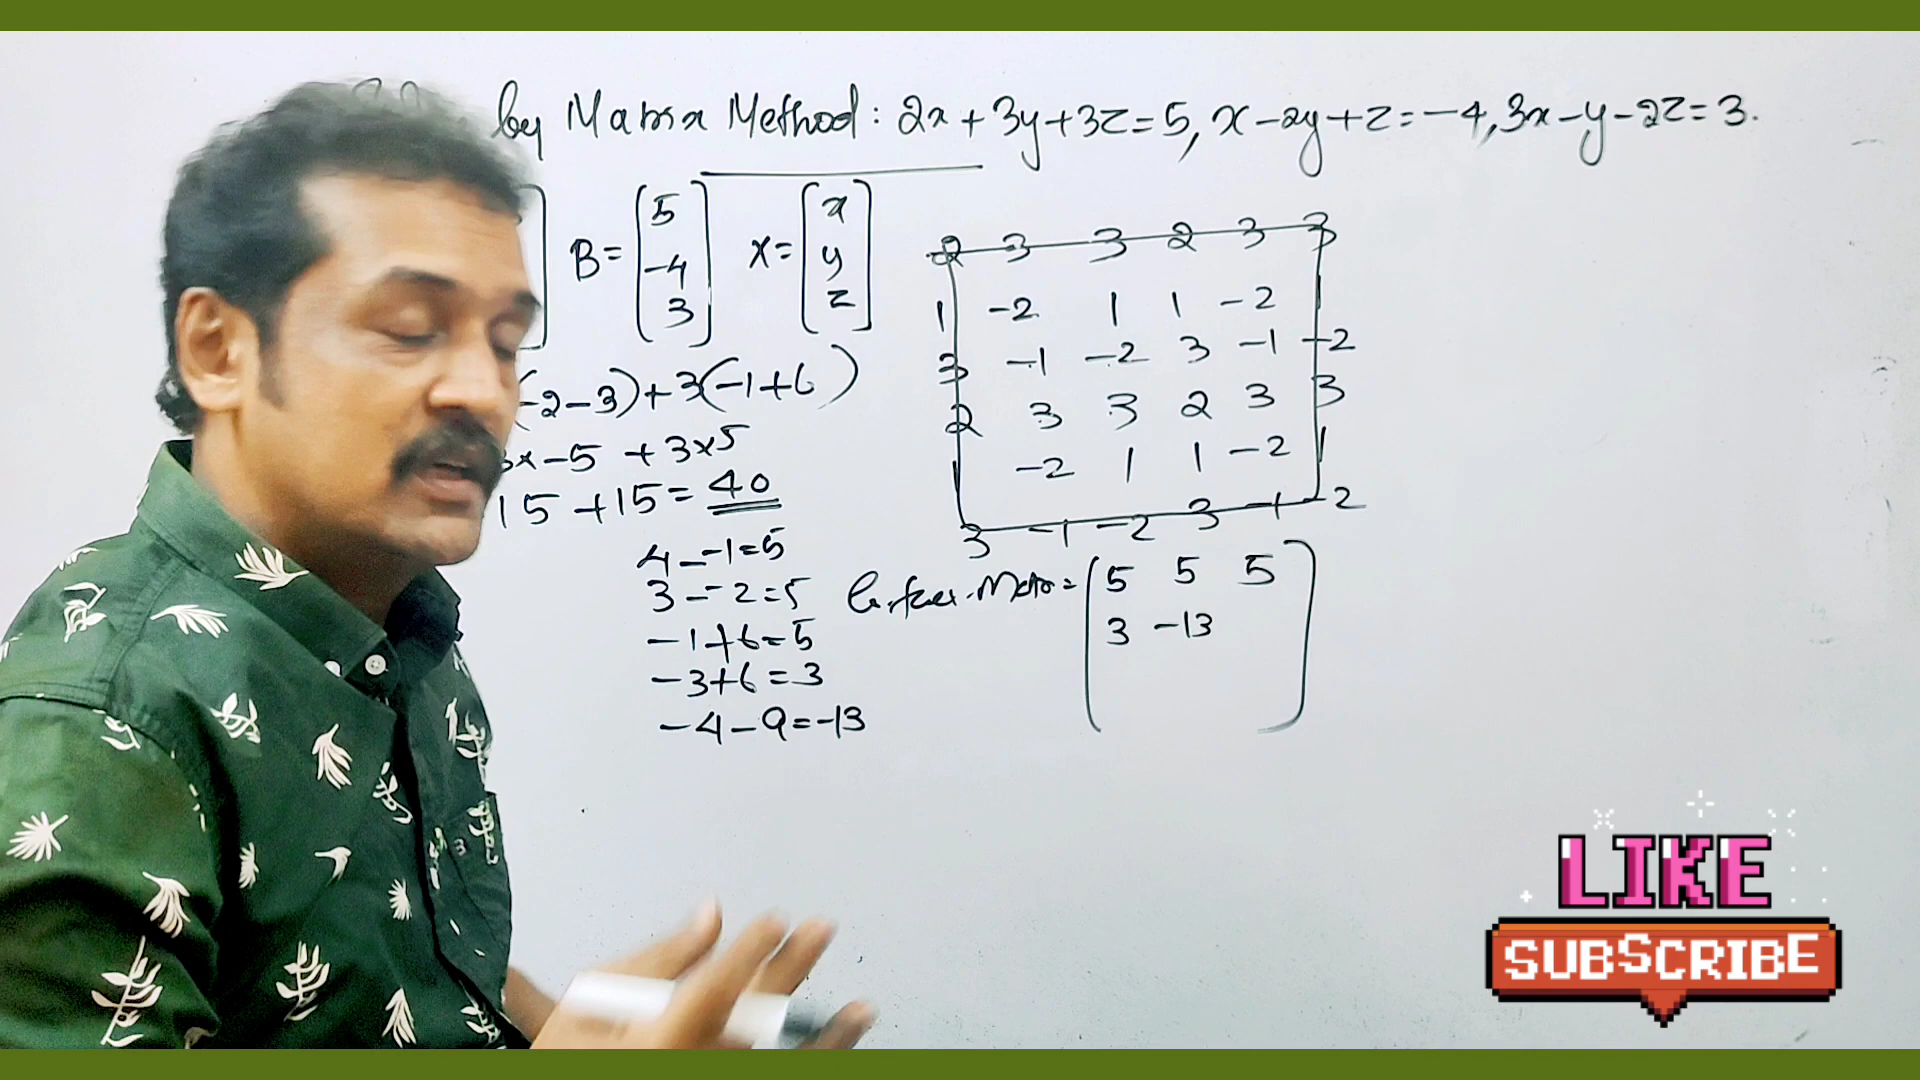 by Matrix Method: 2x+3y+3z=5, x-2y+z=-4, 3x-y-2z=3.
B= [5 -4 3] X= [x y z]
2 3 3 2 3 3
1 -2 1 1 -2 1
3 -1 -2 3 -1 -2
2 3 3 2 3 3
1 -2 1 1 -2 1
3 -1 -2 3 -1 -2
(-2-3)+3(-1+6)
3x-5 +3x5
15+15=40
4--1=5
3--2=5
-1+6=5
-3+6=3
-4-9=-13
5 5 5
3 -13
LIKE
SUBSCRIBE